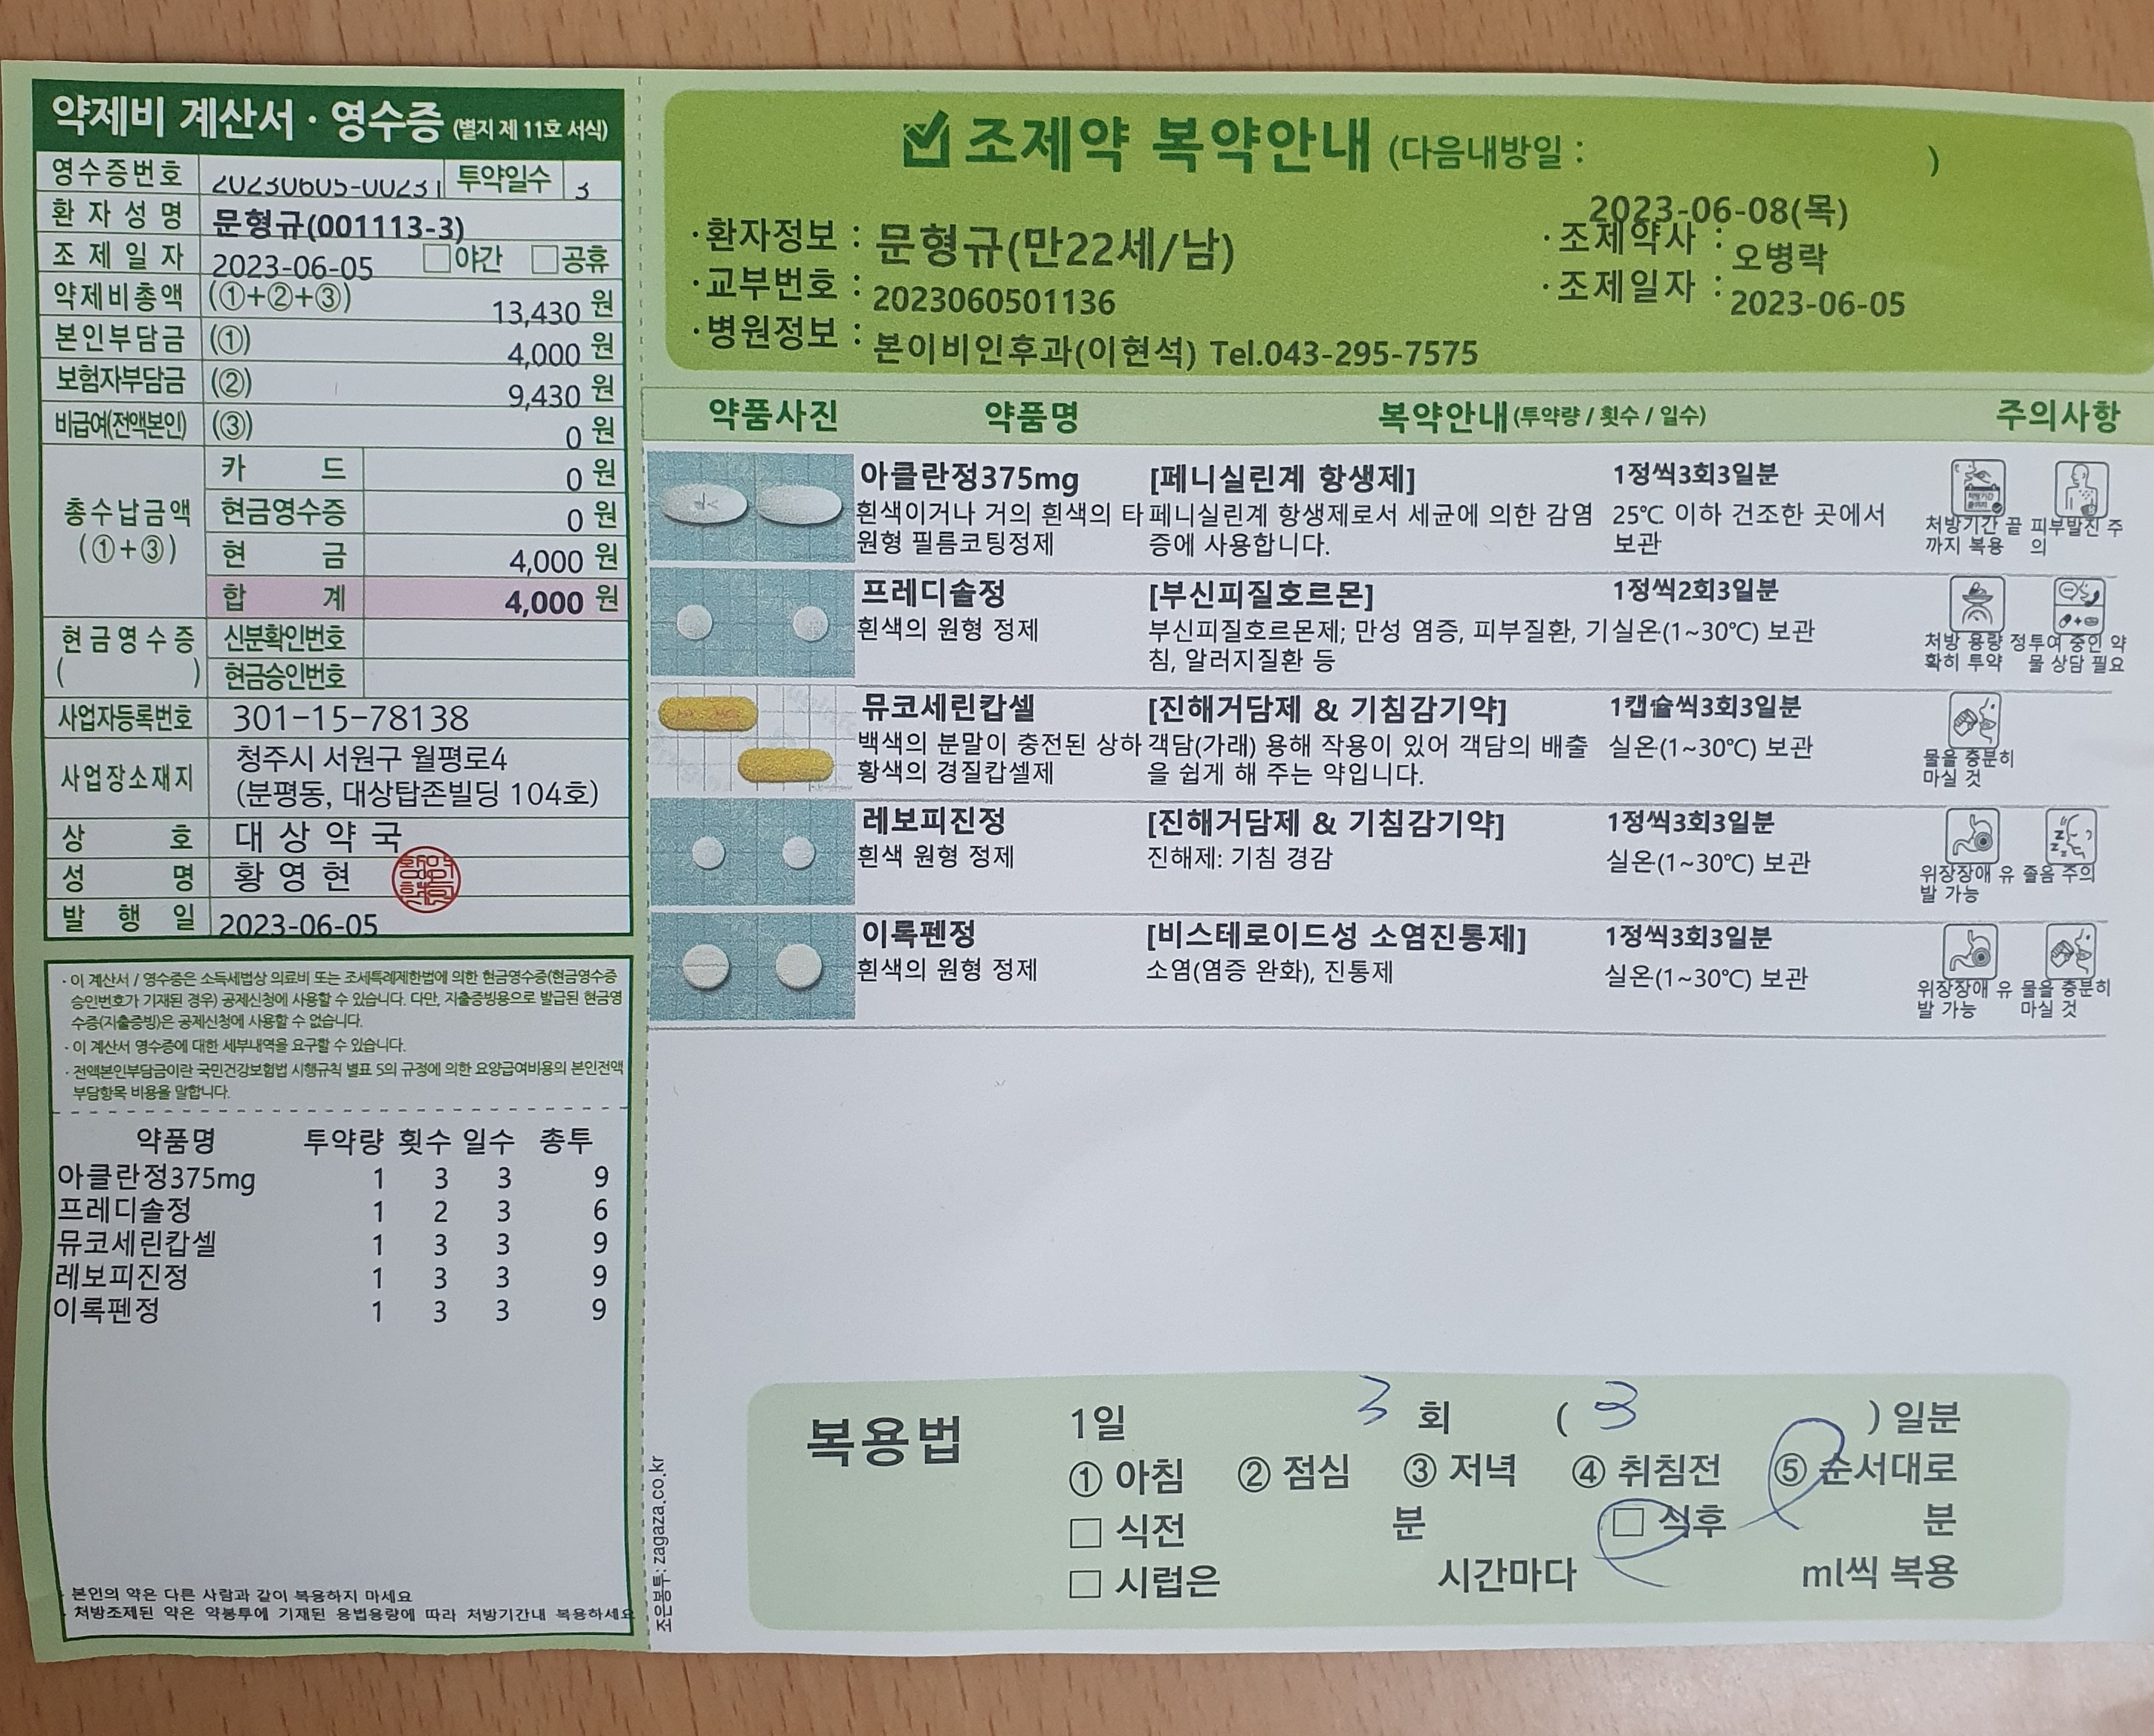 약제비 계산서 · 영수증 (별지 제 11호 서식)
영수증번호 20230605-00231 투약일수 3
환자성명 문형규(001113-3)
조제일자 2023-06-05 □야간 □공휴
약제비총액 (①+②+③) 13,430 원
본인부담금 (①) 4,000 원
보험자부담금 (②) 9,430 원
비급여(전액본인) (③) 0 원
총수납금액 (①+③)
카드 0 원
현금영수증 0 원
현금 4,000 원
합계 4,000 원
현금영수증 ( )
신분확인번호
현금승인번호
사업자등록번호 301-15-78138
사업장소재지 청주시 서원구 월평로4
(분평동, 대상탑존빌딩 104호)
상호 대상약국
성명 황영현
발행일 2023-06-05
· 이 계산서 / 영수증은 소득세법상 의료비 또는 조세특례제한법에 의한 현금영수증(현금영수증
승인번호가 기재된 경우) 공제신청에 사용할 수 있습니다. 다만, 지출증빙용으로 발급된 현금영
수증(지출증빙)은 공제신청에 사용할 수 없습니다.
· 이 계산서 영수증에 대한 세부내역을 요구할 수 있습니다.
· 전액본인부담금이란 국민건강보험법 시행규칙 별표 5의 규정에 의한 요양급여비용의 본인전액
부담항목 비용을 말합니다.
약품명 투약량 횟수 일수 총투
아클란정375mg 1 3 3 9
프레디솔정 1 2 3 6
뮤코세린캅셀 1 3 3 9
레보피진정 1 3 3 9
이록펜정 1 3 3 9
· 본인의 약은 다른 사람과 같이 복용하지 마세요
· 처방조제된 약은 약봉투에 기재된 용법용량에 따라 처방기간내 복용하세요
조은봉투: zagaza.co.kr
조제약 복약안내 (다음내방일 : )
2023-06-08(목)
· 환자정보 : 문형규(만22세/남)
· 조제약사 : 오병락
· 교부번호 : 2023060501136
· 조제일자 : 2023-06-05
· 병원정보 : 본이비인후과(이현석) Tel.043-295-7575
약품사진 약품명 복약안내(투약량 / 횟수 / 일수) 주의사항
아클란정375mg [페니실린계 항생제] 1정씩3회3일분
흰색이거나 거의 흰색의 타 페니실린계 항생제로서 세균에 의한 감염 25℃ 이하 건조한 곳에서
원형 필름코팅정제 증에 사용합니다. 보관
처방기간 끝 피부발진 주
까지 복용 의
프레디솔정 [부신피질호르몬] 1정씩2회3일분
흰색의 원형 정제 부신피질호르몬제; 만성 염증, 피부질환, 기 실온(1~30℃) 보관
침, 알러지질환 등
처방 용량 정 투여 중인 약
확히 투약 물 상담 필요
뮤코세린캅셀 [진해거담제 & 기침감기약] 1캡슐씩3회3일분
백색의 분말이 충전된 상하 객담(가래) 용해 작용이 있어 객담의 배출 실온(1~30℃) 보관
황색의 경질캅셀제 을 쉽게 해 주는 약입니다.
물을 충분히
마실 것
레보피진정 [진해거담제 & 기침감기약] 1정씩3회3일분
흰색 원형 정제 진해제: 기침 경감 실온(1~30℃) 보관
위장장애 유 졸음 주의
발 가능
이록펜정 [비스테로이드성 소염진통제] 1정씩3회3일분
흰색의 원형 정제 소염(염증 완화), 진통제 실온(1~30℃) 보관
위장장애 유 물을 충분히
발 가능 마실 것
복용법 1일 3 회 ( 3 ) 일분
① 아침 ② 점심 ③ 저녁 ④ 취침전 ⑤ 순서대로
□ 식전 분 □ 식후 분
□ 시럽은 시간마다 ml씩 복용